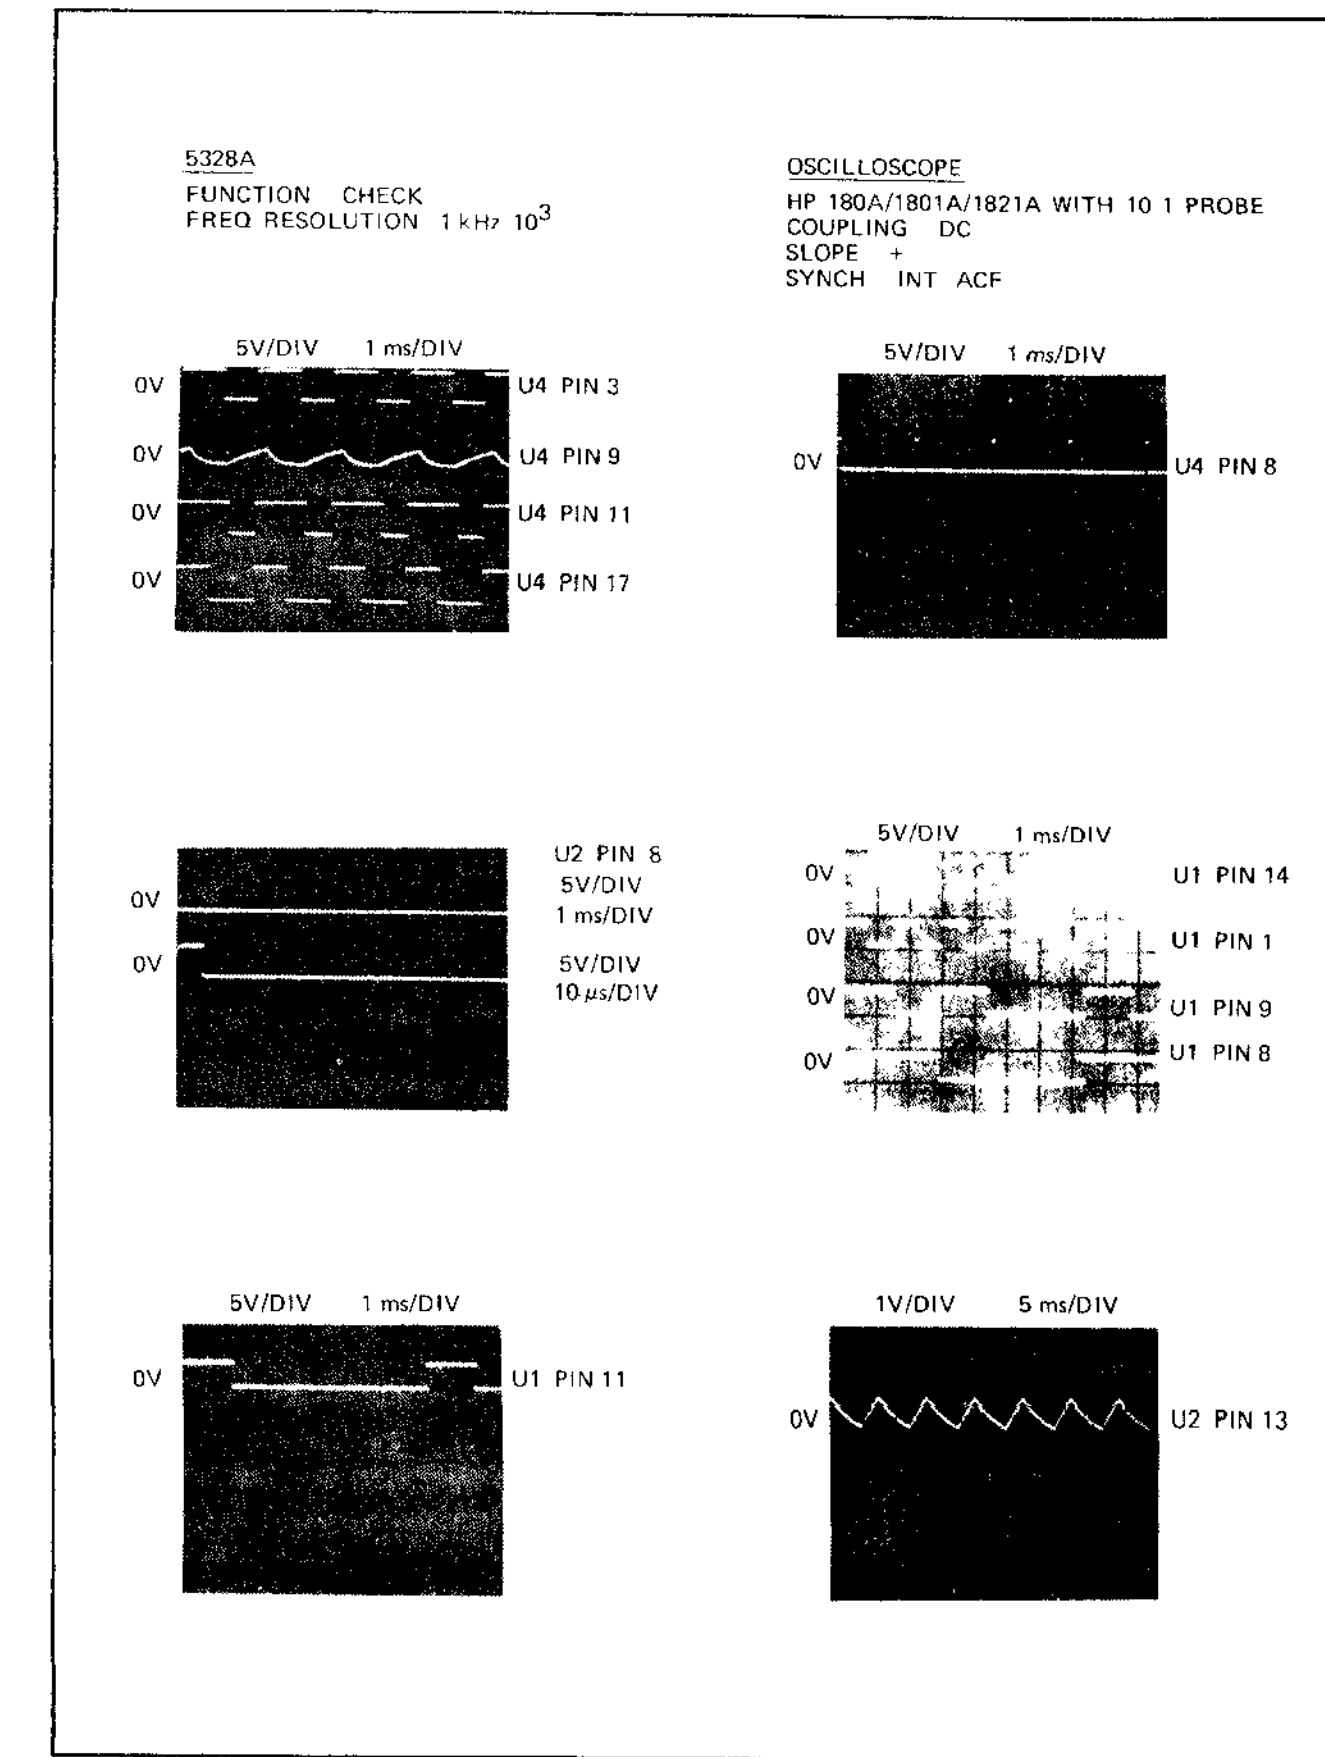 5328A
FUNCTION CHECK
FREQ RESOLUTION 1 kHz 10³
OSCILLOSCOPE
HP 180A/1801A/1821A WITH 10 1 PROBE
COUPLING DC
SLOPE +
SYNCH INT ACF
5V/DIV 1 ms/DIV
0V U4 PIN 3
0V U4 PIN 9
0V U4 PIN 11
0V U4 PIN 17
5V/DIV 1 ms/DIV
0V U4 PIN 8
U2 PIN 8
0V 5V/DIV
1 ms/DIV
0V 5V/DIV
10 µs/DIV
5V/DIV 1 ms/DIV
0V U1 PIN 14
0V U1 PIN 1
0V U1 PIN 9
0V U1 PIN 8
5V/DIV 1 ms/DIV
0V U1 PIN 11
1V/DIV 5 ms/DIV
0V U2 PIN 13